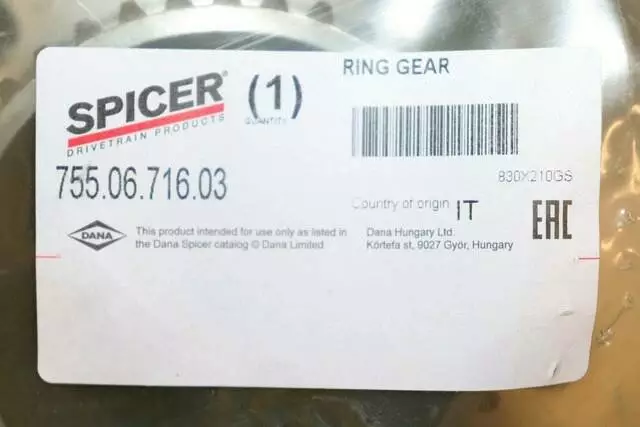 RING GEAR
SPICER®
DRIVETRAIN PRODUCTS
(1)
QUANTITY
755.06.716.03
830X210GS
Country of origin IT
EAC
DANA
This product intended for use only as listed in
the Dana Spicer catalog © Dana Limited
Dana Hungary Ltd.
Körtefa st, 9027 Győr, Hungary